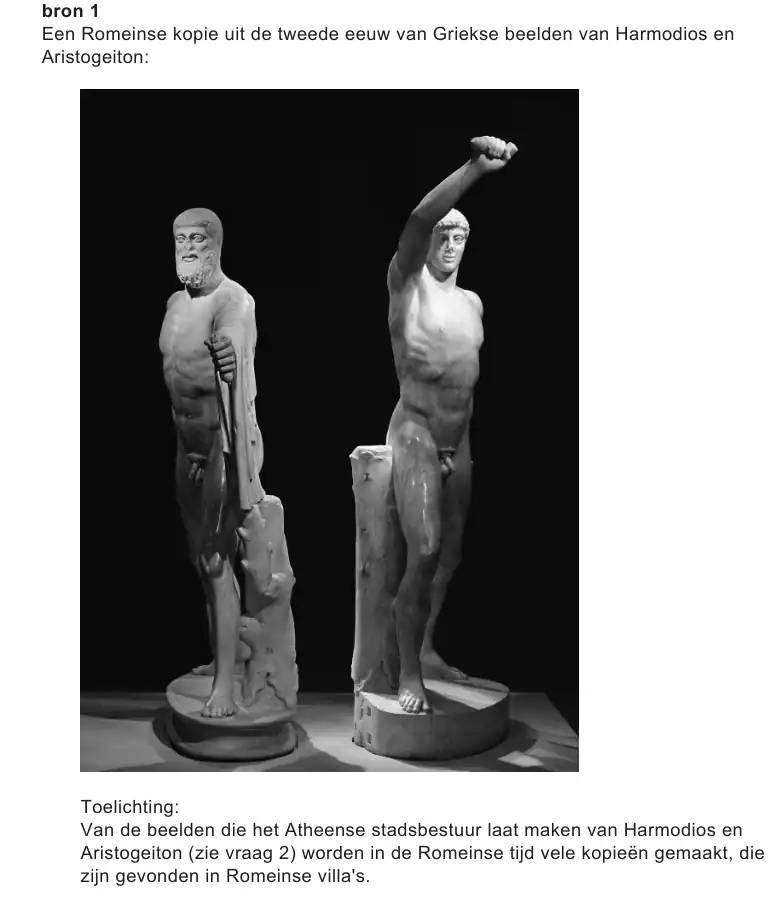 bron 1
Een Romeinse kopie uit de tweede eeuw van Griekse beelden van Harmodios en
Aristogeiton:
Toelichting:
Van de beelden die het Atheense stadsbestuur laat maken van Harmodios en
Aristogeiton (zie vraag 2) worden in de Romeinse tijd vele kopieën gemaakt, die
zijn gevonden in Romeinse villa's.